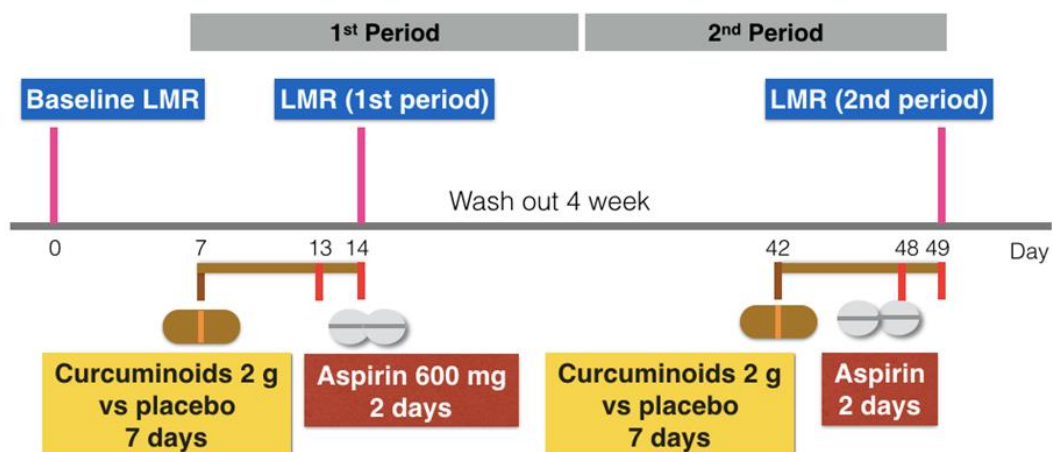 1st Period
2nd Period
Baseline LMR
LMR (1st period)
LMR (2nd period)
Wash out 4 week
0
7
13
14
42
48
49
Day
Curcuminoids 2 g
vs placebo
7 days
Aspirin 600 mg
2 days
Curcuminoids 2 g
vs placebo
7 days
Aspirin
2 days